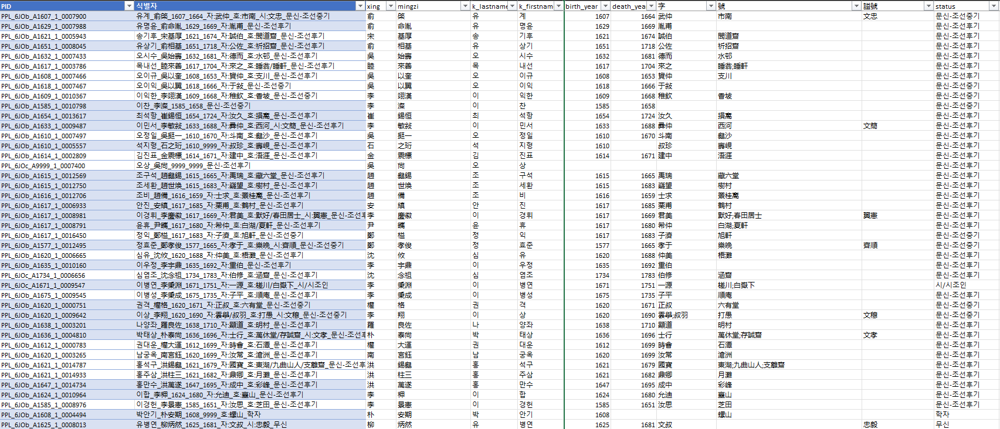 PID 식별자 xing mingzi k_lastname k_firstnam birth_year death_yea 字 號 諡號 status
PPL_6JOb_A1607_1_0007900 유계_俞棨_1607_1664_자:武仲_호:市南_시:文忠_문신-조선중기 俞 棨 유 계 1607 1664 武仲 市南 文忠 문신-조선중기
PPL_6JOb_A1629_1_0007988 유명윤_俞命胤_1629_1669_자:胤甫_문신-조선후기 俞 命胤 유 명윤 1629 1669 胤甫 문신-조선후기
PPL_6JOb_A1621_1_0005943 송기후_宋基厚_1621_1674_자:誠伯_호:閔道齋_문신-조선후기 宋 基厚 송 기후 1621 1674 誠伯 閔道齋 문신-조선후기
PPL_6JOb_A1651_1_0008045 유상기_俞相基_1651_1718_자:公佐_호:祈招齋_문신-조선후기 俞 相基 유 상기 1651 1718 公佐 祈招齋 문신-조선후기
PPL_6JOb_A1632_1_0007433 오시수_吳始壽_1632_1681_자:德而_호:水邨_문신-조선후기 吳 始壽 오 시수 1632 1681 德而 水邨 문신-조선후기
PPL_6JOb_A1617_1_0003786 목내선_睦來善_1617_1704_자:來之_호:睡翁/睡軒_문신-조선후기 睦 來善 목 내선 1617 1704 來之 睡翁;睡軒 문신-조선후기
PPL_6JOb_A1608_1_0007466 오이규_吳以奎_1608_1653_자:賓仲_호:支川_문신-조선후기 吳 以奎 오 이규 1608 1653 賓仲 支川 문신-조선후기
PPL_6JOb_A1618_1_0007467 오이익_吳以翼_1618_1666_자:于敍_문신-조선후기 吳 以翼 오 이익 1618 1666 于敍 문신-조선후기
PPL_6JOb_A1609_1_0010367 이익한_李翊漢_1609_1668_자:稚欽_호:香坡_문신-조선중기 李 翊漢 이 익한 1609 1668 稚欽 香坡 문신-조선중기
PPL_6JOb_A1585_1_0010798 이찬_李澯_1585_1658_문신-조선중기 李 澯 이 찬 1585 1658 문신-조선중기
PPL_6JOb_A1654_1_0013617 최석항_崔錫恒_1654_1724_자:汝久_호:損窩_문신-조선후기 崔 錫恒 최 석항 1654 1724 汝久 損窩 문신-조선후기
PPL_6JOb_A1633_1_0009487 이민서_李敏敍_1633_1688_자:彝仲_호:西河_시:文簡_문신-조선후기 李 敏敍 이 민서 1633 1688 彝仲 西河 文簡 문신-조선후기
PPL_6JOb_A1610_1_0007497 오정일_吳挺一_1610_1670_자:斗南_호:龜沙_문신-조선후기 吳 挺一 오 정일 1610 1670 斗南 龜沙 문신-조선후기
PPL_6JOb_A1610_1_0005557 석지형_石之珩_1610_9999_자:叔珍_호:壽峴_문신-조선후기 石 之珩 석 지형 1610 叔珍 壽峴 문신-조선후기
PPL_6JOb_A1614_1_0002809 김진표_金震標_1614_1671_자:建中_호:浯涯_문신-조선후기 金 震標 김 진표 1614 1671 建中 浯涯 문신-조선후기
PPL_6JOc_A9999_1_0007400 오상_吳尙_9999_9999_문신-조선후기 吳 尙 오 상 문신-조선후기
PPL_6JOb_A1615_1_0012569 조구석_趙龜錫_1615_1665_자:禹瑞_호:藏六堂_문신-조선후기 趙 龜錫 조 구석 1615 1665 禹瑞 藏六堂 문신-조선후기
PPL_6JOb_A1615_1_0012750 조세환_趙世煥_1615_1683_자:嶷望_호:樹村_문신-조선후기 趙 世煥 조 세환 1615 1683 嶷望 樹村 문신-조선후기
PPL_6JOb_A1616_1_0012706 조비_趙備_1616_1659_자:士求_호:叢桂窩_문신-조선후기 趙 備 조 비 1616 1659 士求 叢桂窩 문신-조선후기
PPL_6JOb_A1617_1_0006933 안진_安縝_1617_1685_자:栗甫_호:鶴村_문신-조선후기 安 縝 안 진 1617 1685 栗甫 鶴村 문신-조선후기
PPL_6JOb_A1617_1_0008981 이경휘_李慶徽_1617_1669_자:君美_호:默好/春田居士_시:翼憲_문신-조선후 李 慶徽 이 경휘 1617 1669 君美 默好;春田居士 翼憲 문신-조선후기
PPL_6JOb_A1617_1_0008791 윤휴_尹鑴_1617_1680_자:希仲_호:白湖/夏軒_문신-조선후기 尹 鑴 윤 휴 1617 1680 希仲 白湖;夏軒 문신-조선후기
PPL_6JOb_A1617_1_0016450 정익_鄭榏_1617_1683_자:子濟_호:旭軒_문신-조선중기 鄭 榏 정 익 1617 1683 子濟 旭軒 문신-조선중기
PPL_6JOb_A1577_1_0012495 정효준_鄭孝俊_1577_1665_자:孝于_호:樂晩_시:齊順_문신-조선중기 鄭 孝俊 정 효준 1577 1665 孝于 樂晩 齊順 문신-조선중기
PPL_6JOb_A1620_1_0006665 심유_沈攸_1620_1688_자:仲美_호:梧灘_문신-조선후기 沈 攸 심 유 1620 1688 仲美 梧灘 문신-조선후기
PPL_6JOb_A1635_1_0010160 이우정_李宇鼎_1635_1692_자:重伯_문신-조선후기 李 宇鼎 이 우정 1635 1692 重伯 문신-조선후기
PPL_6JOc_A1734_1_0006656 심염조_沈念祖_1734_1783_자:伯修_호:涵齋_문신-조선후기 沈 念祖 심 염조 1734 1783 伯修 涵齋 문신-조선후기
PPL_6JOc_A1671_1_0009547 이병연_李秉淵_1671_1751_자:一源_호:槎川/白嶽下_시/시조인 李 秉淵 이 병연 1671 1751 一源 槎川;白嶽下 시/시조인
PPL_6JOc_A1675_1_0009545 이병성_李秉成_1675_1735_자:子平_호:順庵_문신-조선후기 李 秉成 이 병성 1675 1735 子平 順庵 문신-조선후기
PPL_6JOb_A1620_1_0000751 권격_權格_1620_1671_자:正叔_호:六有堂_문신-조선중기 權 格 권 격 1620 1671 正叔 六有堂 문신-조선중기
PPL_6JOb_A1620_1_0009642 이상_李翔_1620_1690_자:雲擧/叔羽_호:打愚_시:文穆_문신-조선중기 李 翔 이 상 1620 1690 雲擧;叔羽 打愚 文穆 문신-조선중기
PPL_6JOb_A1638_1_0003201 나양좌_羅良佐_1638_1710_자:顯道_호:明村_문신-조선후기 羅 良佐 나 양좌 1638 1710 顯道 明村 문신-조선후기
PPL_6JOb_A1636_1_0004810 박태상_朴泰尙_1636_1696_자:士行_호:萬休堂/存誠齋_시:文孝_문신-조선후 朴 泰尙 박 태상 1636 1696 士行 萬休堂;存誠齋 文孝 문신-조선후기
PPL_6JOb_A1612_1_0000783 권대운_權大運_1612_1699_자:時會_호:石潭_문신-조선후기 權 大運 권 대운 1612 1699 時會 石潭 문신-조선후기
PPL_6JOb_A1620_1_0003265 남궁옥_南宮鈺_1620_1699_자:汝常_호:滄洲_문신-조선후기 南 宮鈺 남 궁옥 1620 1699 汝常 滄洲 문신-조선후기
PPL_6JOb_A1621_1_0014787 홍석구_洪錫龜_1621_1679_자:國寶_호:東湖/九曲山人/支離齋_문신-조선후 洪 錫龜 홍 석구 1621 1679 國寶 東湖;九曲山人;支離齋 문신-조선후기
PPL_6JOb_A1621_1_0014933 홍주삼_洪柱三_1621_1682_자:鼎卿_호:月灘_문신-조선후기 洪 柱三 홍 주삼 1621 1682 鼎卿 月灘 문신-조선후기
PPL_6JOb_A1647_1_0014734 홍만수_洪萬遂_1647_1695_자:成中_호:彩峰_문신-조선후기 洪 萬遂 홍 만수 1647 1695 成中 彩峰 문신-조선후기
PPL_6JOb_A1624_1_0010964 이합_李柙_1624_1680_자:允迪_호:臺山_문신-조선후기 李 柙 이 합 1624 1680 允迪 臺山 문신-조선후기
PPL_6JOb_A1585_1_0008976 이경헌_李景憲_1585_1651_자:汝思_호:芝田_문신-조선후기 李 景憲 이 경헌 1585 1651 汝思 芝田 문신-조선후기
PPL_6JOb_A1608_1_0004494 박안기_朴安期_1608_9999_호:螺山_학자 朴 安期 박 안기 1608 螺山 학자
PPL_6JOb_A1625_1_0008013 유병연_柳炳然_1625_1681_자:文叔_시:忠毅_무신 柳 炳然 유 병연 1625 1681 文叔 忠毅 무신